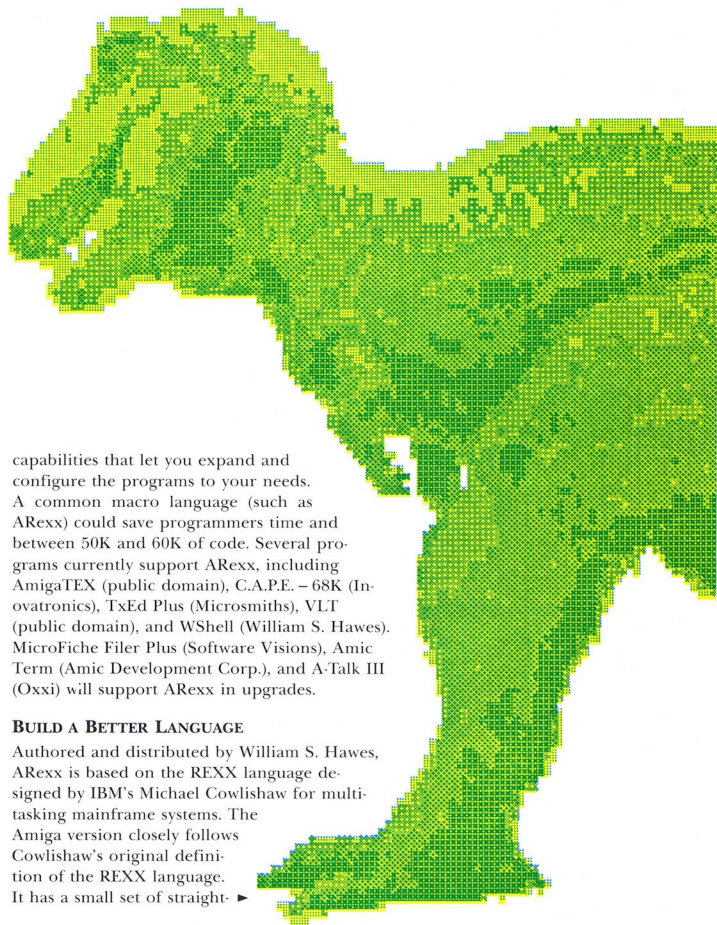 capabilities that let you expand and
configure the programs to your needs.
A common macro language (such as
ARexx) could save programmers time and
between 50K and 60K of code. Several pro-
grams currently support ARexx, including
AmigaTEX (public domain), C.A.P.E. – 68K (In-
ovatronics), TxEd Plus (Microsmiths), VLT
(public domain), and WShell (William S. Hawes).
MicroFiche Filer Plus (Software Visions), Amic
Term (Amic Development Corp.), and A-Talk III
(Oxxi) will support ARexx in upgrades.
BUILD A BETTER LANGUAGE
Authored and distributed by William S. Hawes,
ARexx is based on the REXX language de-
signed by IBM's Michael Cowlishaw for multi-
tasking mainframe systems. The
Amiga version closely follows
Cowlishaw's original defini-
tion of the REXX language.
It has a small set of straight- ►